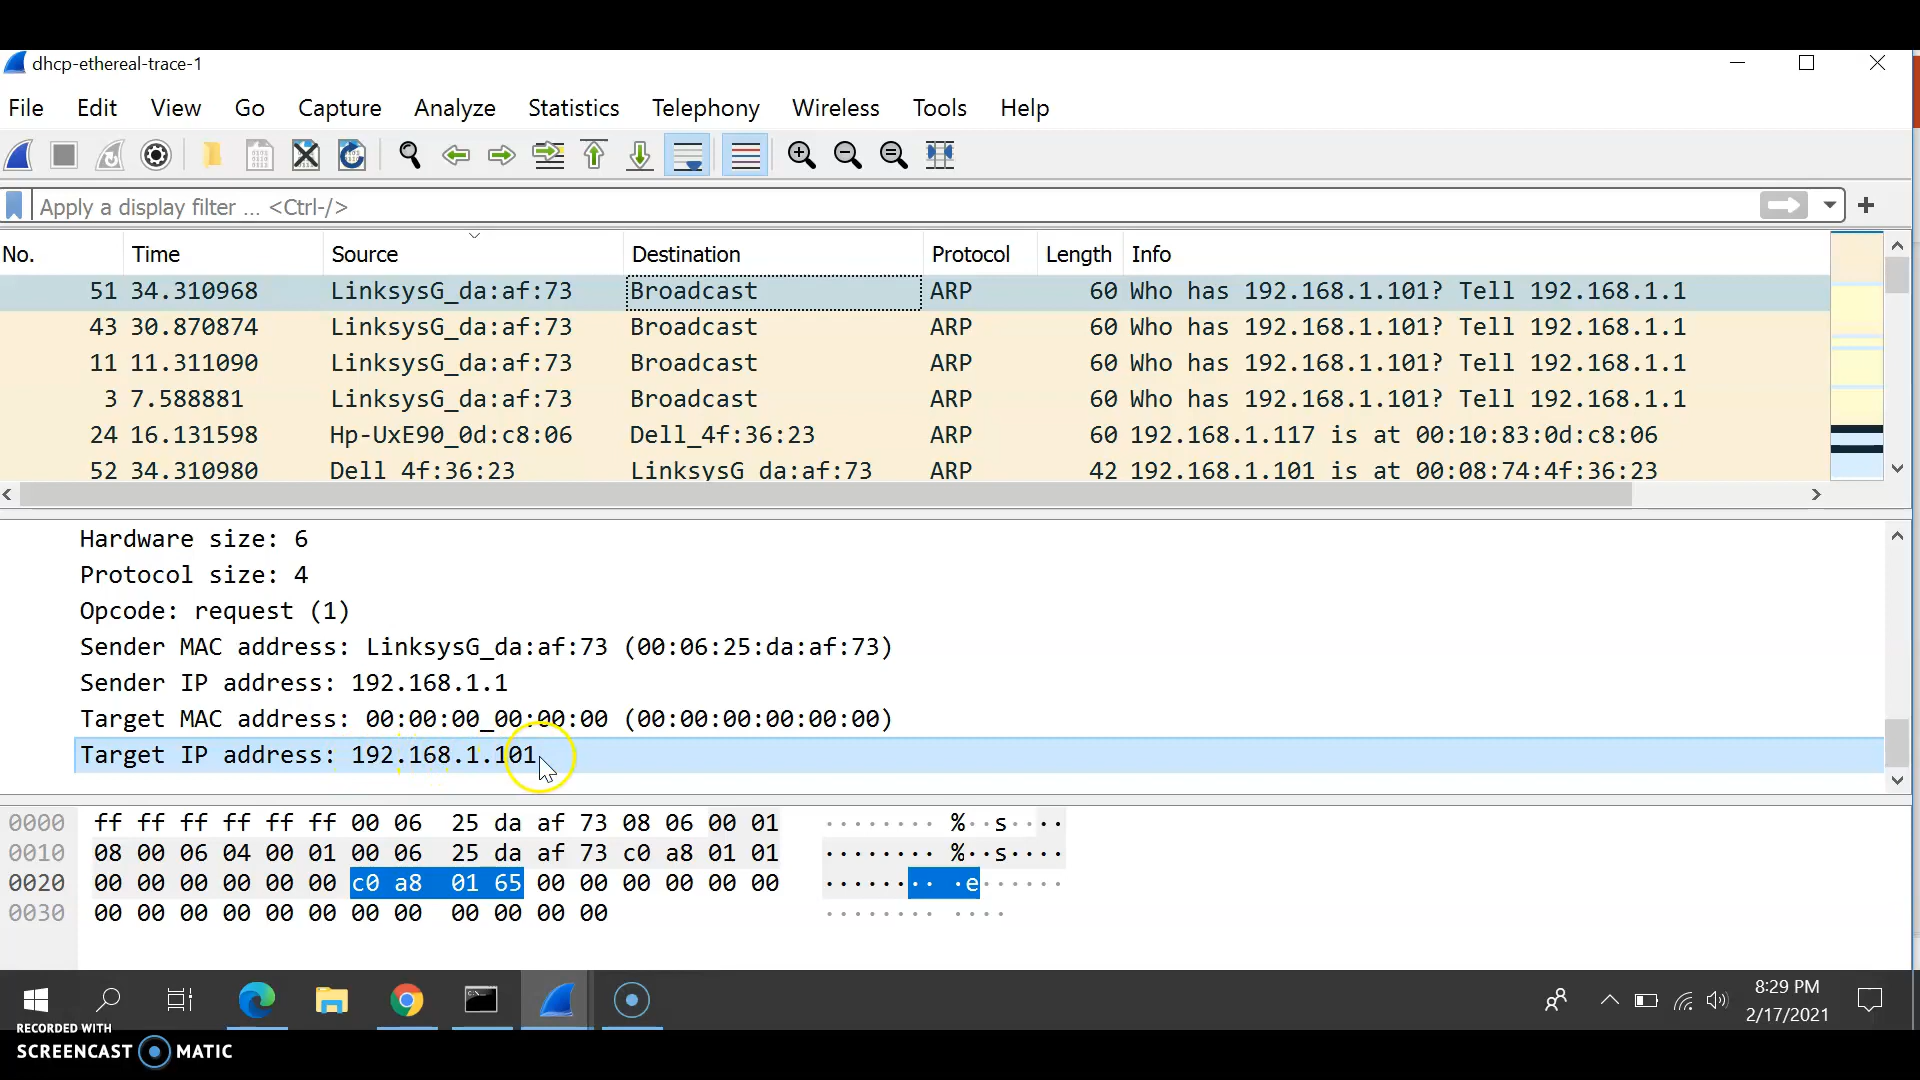 dhcp-ethereal-trace-1
File Edit View Go Capture Analyze Statistics Telephony Wireless Tools Help
Apply a display filter ... <Ctrl-/>
No. Time Source Destination Protocol Length Info
51 34.310968 LinksysG_da:af:73 Broadcast ARP 60 Who has 192.168.1.101? Tell 192.168.1.1
43 30.870874 LinksysG_da:af:73 Broadcast ARP 60 Who has 192.168.1.101? Tell 192.168.1.1
11 11.311090 LinksysG_da:af:73 Broadcast ARP 60 Who has 192.168.1.101? Tell 192.168.1.1
3 7.588881 LinksysG_da:af:73 Broadcast ARP 60 Who has 192.168.1.101? Tell 192.168.1.1
24 16.131598 Hp-UxE90_0d:c8:06 Dell_4f:36:23 ARP 60 192.168.1.117 is at 00:10:83:0d:c8:06
52 34.310980 Dell_4f:36:23 LinksysG_da:af:73 ARP 42 192.168.1.101 is at 00:08:74:4f:36:23
Hardware size: 6
Protocol size: 4
Opcode: request (1)
Sender MAC address: LinksysG_da:af:73 (00:06:25:da:af:73)
Sender IP address: 192.168.1.1
Target MAC address: 00:00:00_00:00:00 (00:00:00:00:00:00)
Target IP address: 192.168.1.101
0000 ff ff ff ff ff ff 00 06 25 da af 73 08 06 00 01 ········ %··s····
0010 08 00 06 04 00 01 00 06 25 da af 73 c0 a8 01 01 ········ %··s····
0020 00 00 00 00 00 00 c0 a8 01 65 00 00 00 00 00 00 ········ ·e······
0030 00 00 00 00 00 00 00 00 00 00 00 00 ········ ····
8:29 PM
2/17/2021
RECORDED WITH
SCREENCAST MATIC